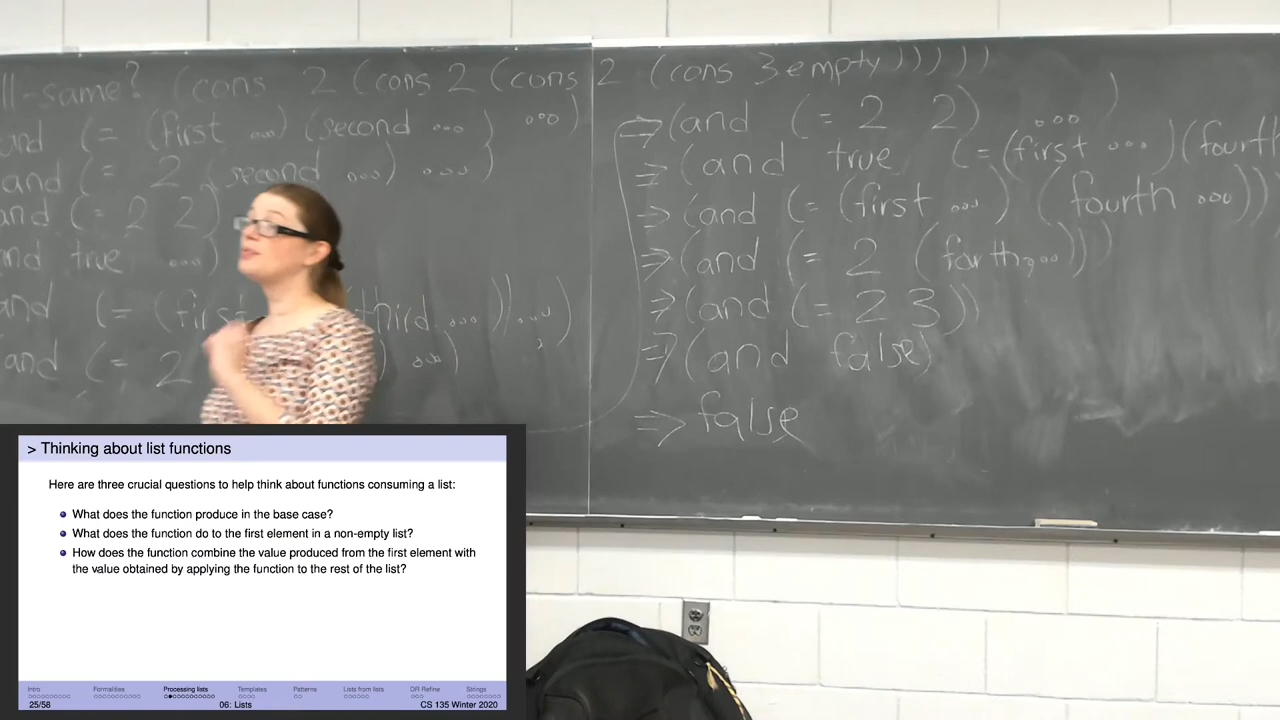 ll-same? (cons 2 (cons 2 (cons 2 (cons 3 empty)))))
and (= (first ...) (second ...) ...)
and (= 2 (second ...) ...)
and (= 2 2)
and true ...)
and (= (first (third ...)) ...)
and (= 2 ) ...)
⇒ (and (= 2 2) ... )
⇒ (and true (= (first ...) (fourth
⇒ (and (= (first ...) (fourth ...))
⇒ (and (= 2 (forth ...)))
⇒ (and (= 2 3))
⇒ (and false)
⇒ false
> Thinking about list functions
Here are three crucial questions to help think about functions consuming a list:
What does the function produce in the base case?
What does the function do to the first element in a non-empty list?
How does the function combine the value produced from the first element with
the value obtained by applying the function to the rest of the list?
Intro Formalities Processing lists Templates Patterns Lists from lists DR Refine Strings
25/58 06: Lists CS 135 Winter 2020